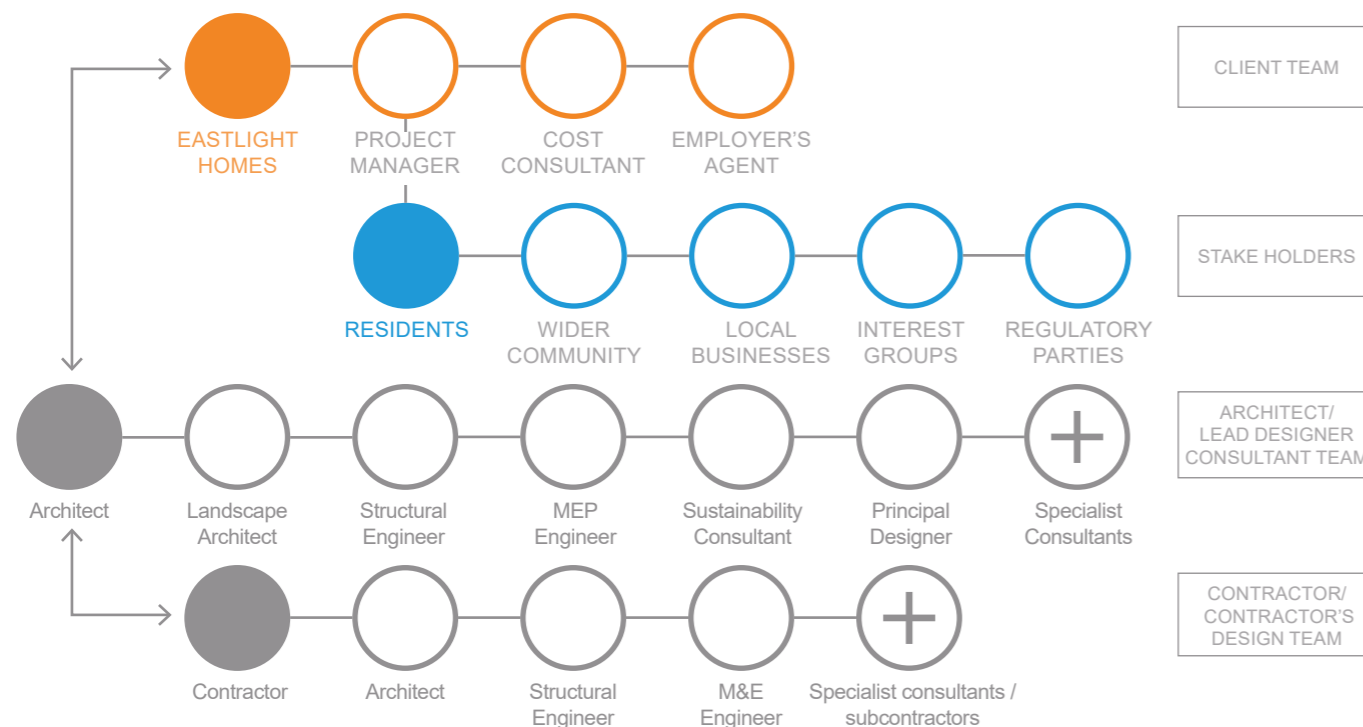 CLIENT TEAM
EASTLIGHT
HOMES
PROJECT
MANAGER
COST
CONSULTANT
EMPLOYER'S
AGENT
STAKE HOLDERS
RESIDENTS
WIDER
COMMUNITY
LOCAL
BUSINESSES
INTEREST
GROUPS
REGULATORY
PARTIES
ARCHITECT/
LEAD DESIGNER
CONSULTANT TEAM
Architect
Landscape
Architect
Structural
Engineer
MEP
Engineer
Sustainability
Consultant
Principal
Designer
Specialist
Consultants
CONTRACTOR/
CONTRACTOR'S
DESIGN TEAM
Contractor
Architect
Structural
Engineer
M&E
Engineer
Specialist consultants /
subcontractors